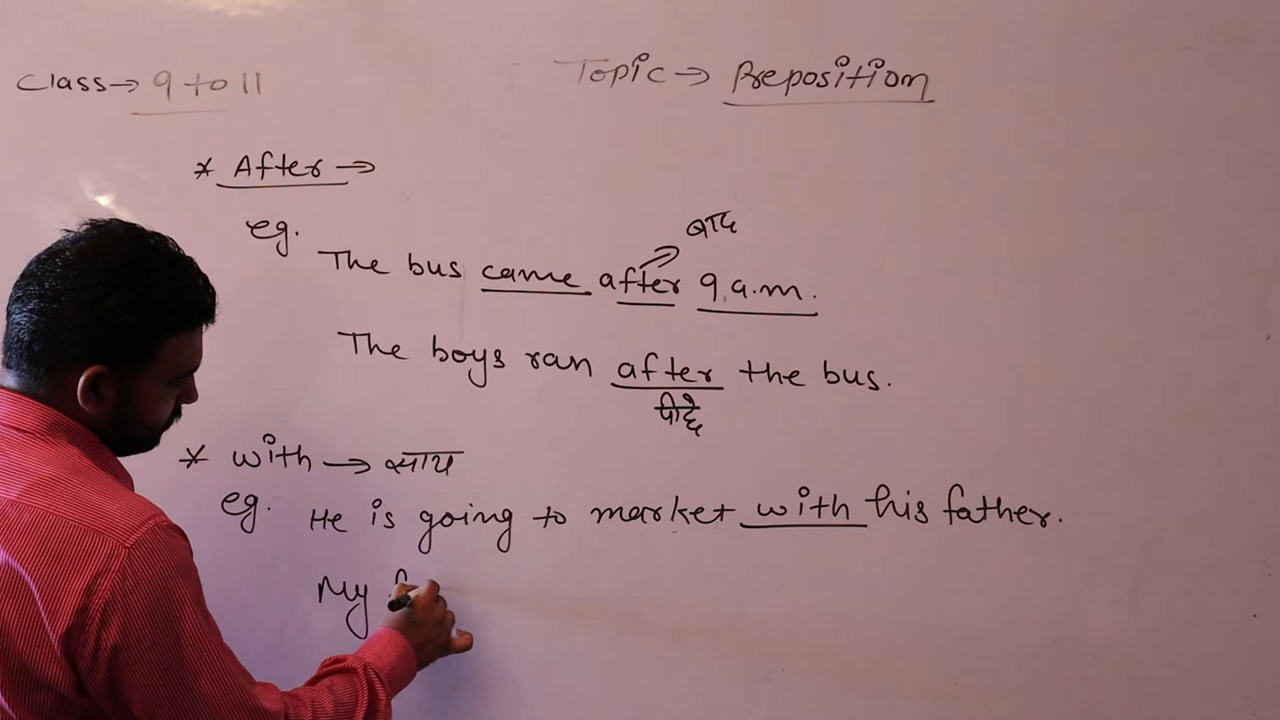 Class→ 9 to 11
Topic→ Preposition
* After→
eg.
बाद
The bus came after 9 a.m.
The boys ran after the bus.
पीछे
* with → साथ
eg. He is going to market with his father.
My